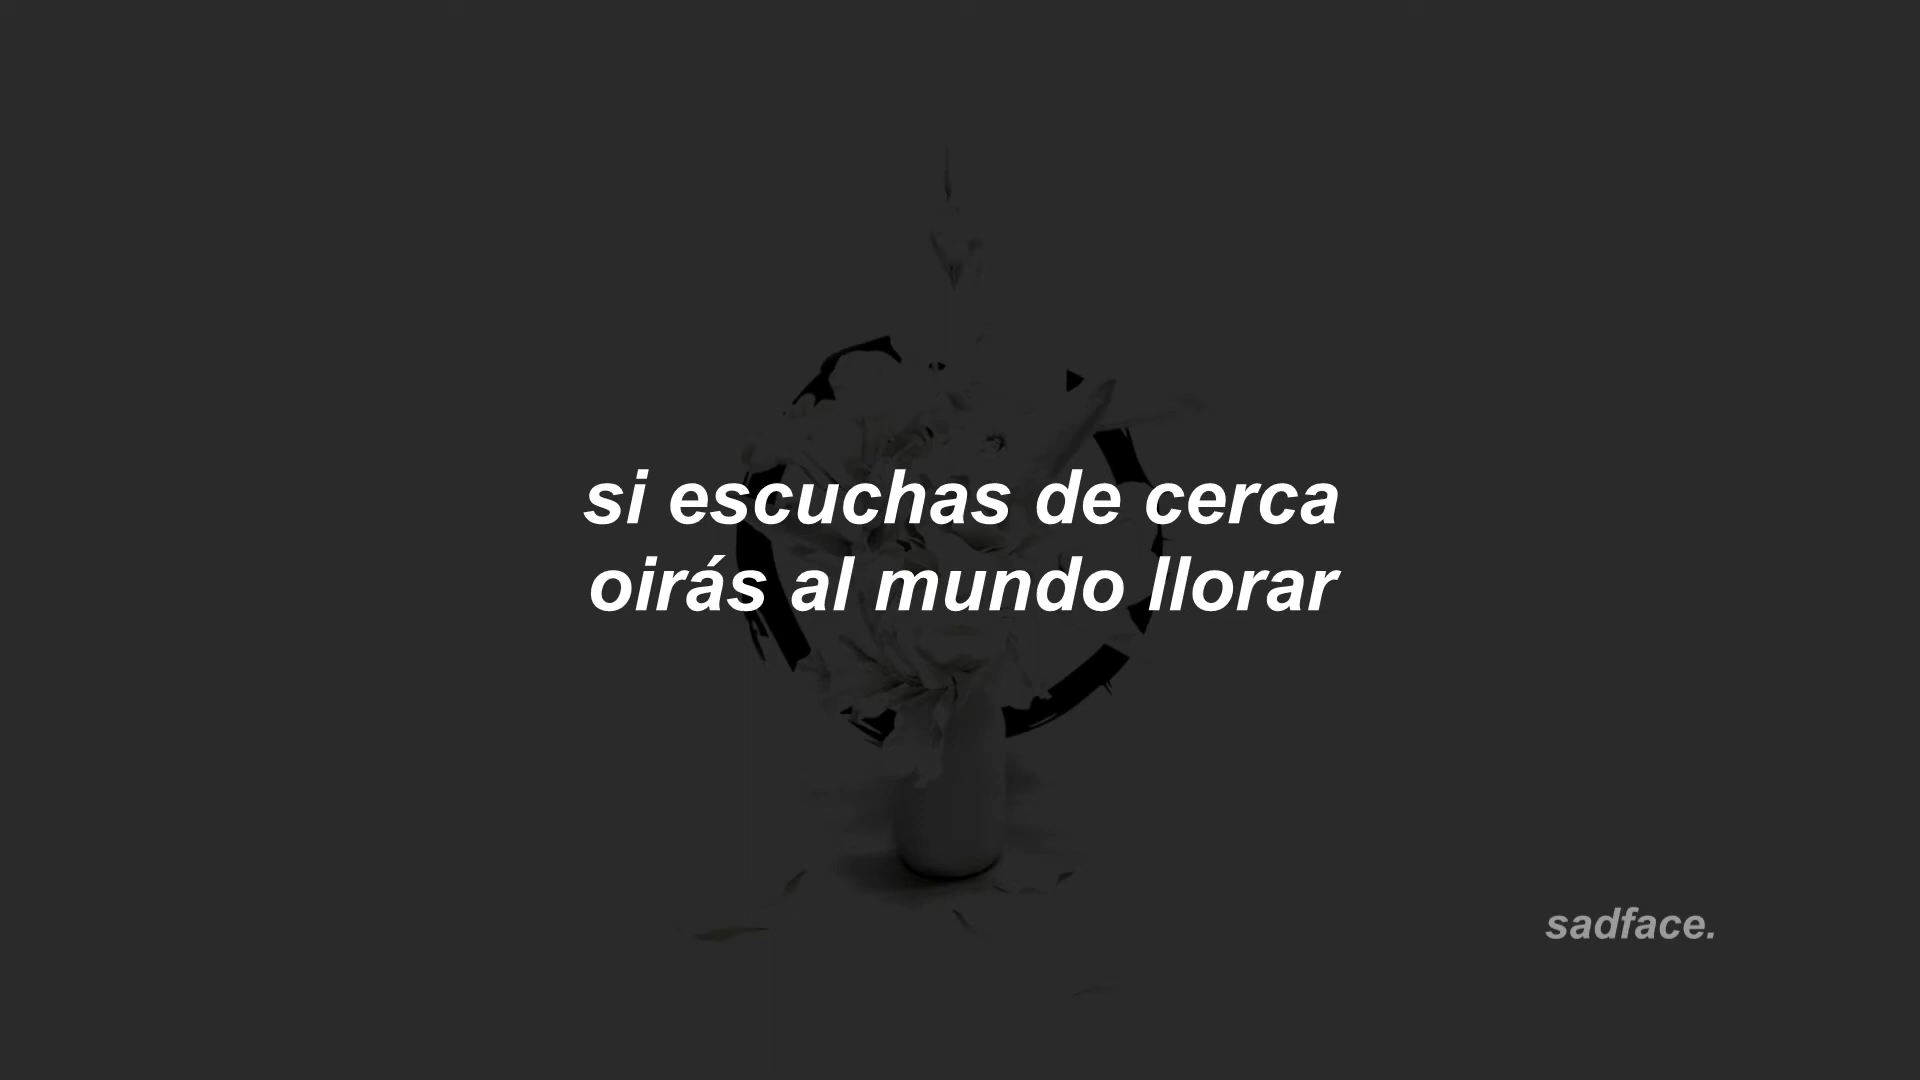 si escuchas de cerca
oirás al mundo llorar
sadface.